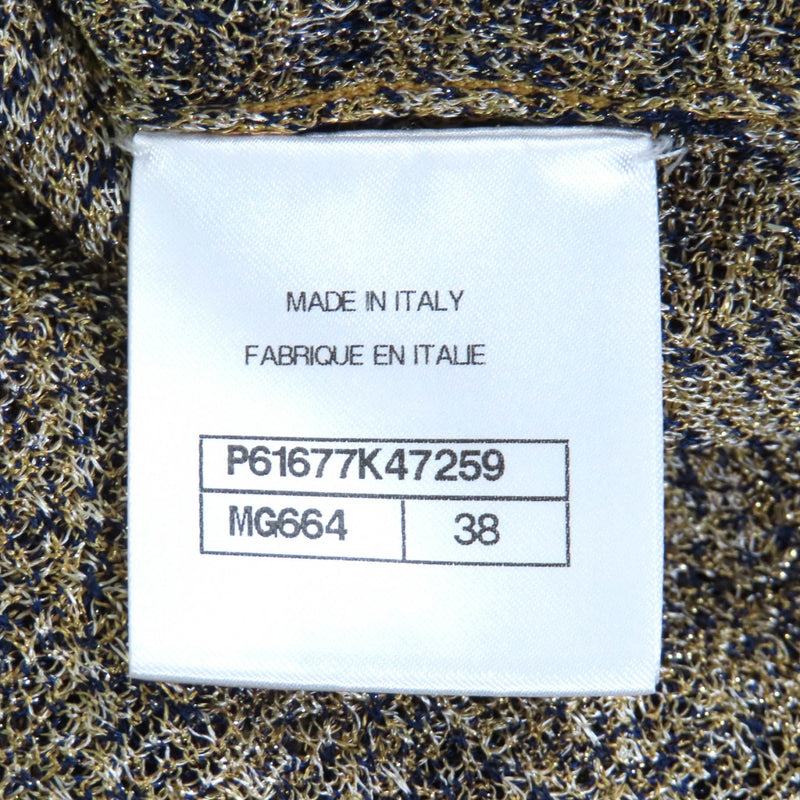 MADE IN ITALY
FABRIQUE EN ITALIE
P61677K47259
MG664 38